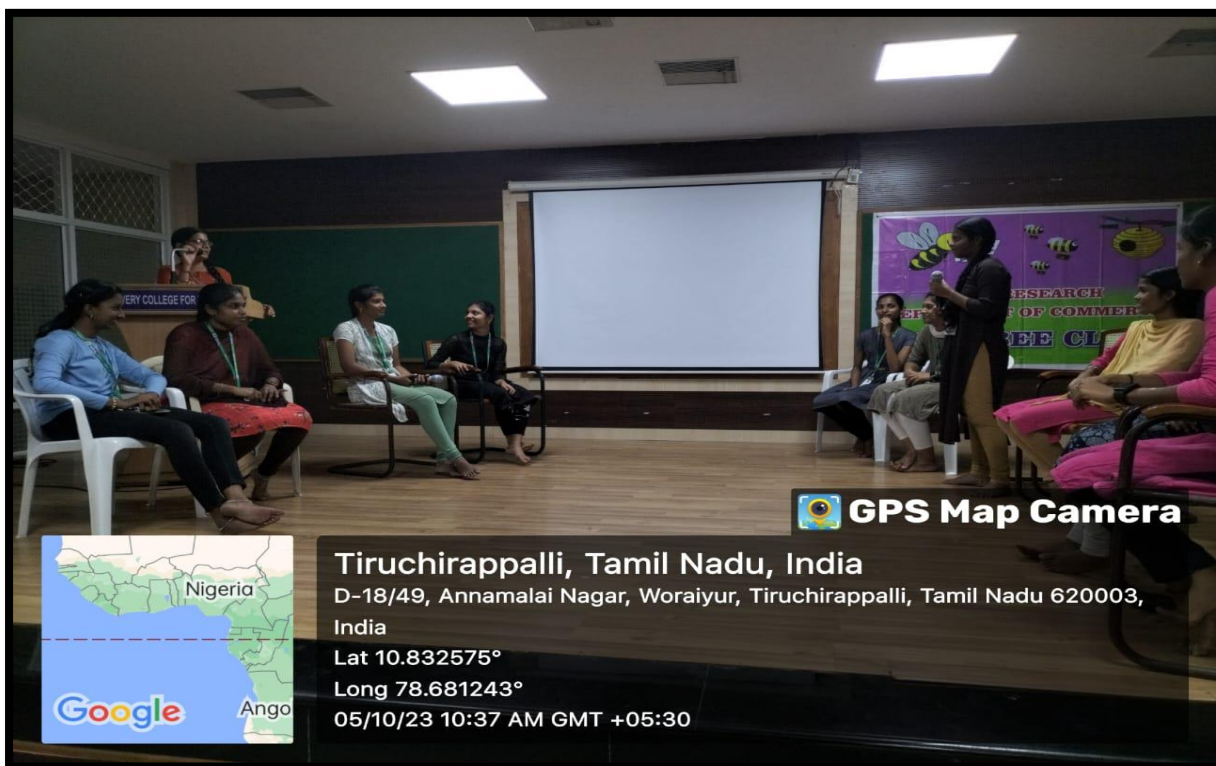 ERY COLLEGE FOR
RESEARCH
OF COMMER
BEE CL
GPS Map Camera
Nigeria
Ango
Google
Tiruchirappalli, Tamil Nadu, India
D-18/49, Annamalai Nagar, Woraiyur, Tiruchirappalli, Tamil Nadu 620003,
India
Lat 10.832575°
Long 78.681243°
05/10/23 10:37 AM GMT +05:30